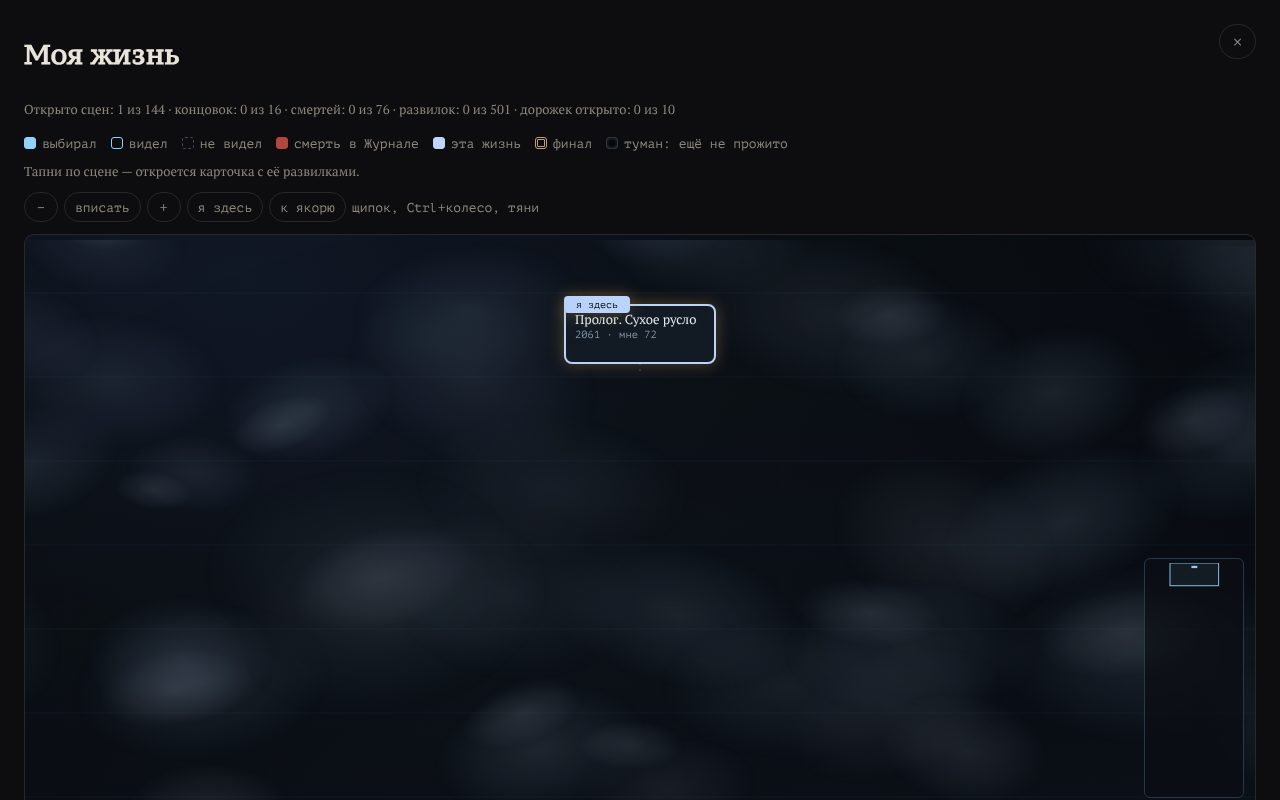 Моя жизнь
×
Открыто сцен: 1 из 144 · концовок: 0 из 16 · смертей: 0 из 76 · развилок: 0 из 501 · дорожек открыто: 0 из 10
выбирал видел не видел смерть в Журнале эта жизнь финал туман: ещё не прожито
Тапни по сцене — откроется карточка с её развилками.
− вписать + я здесь к якорю щипок, Ctrl+колесо, тяни
я здесь
Пролог. Сухое русло
2061 · мне 72